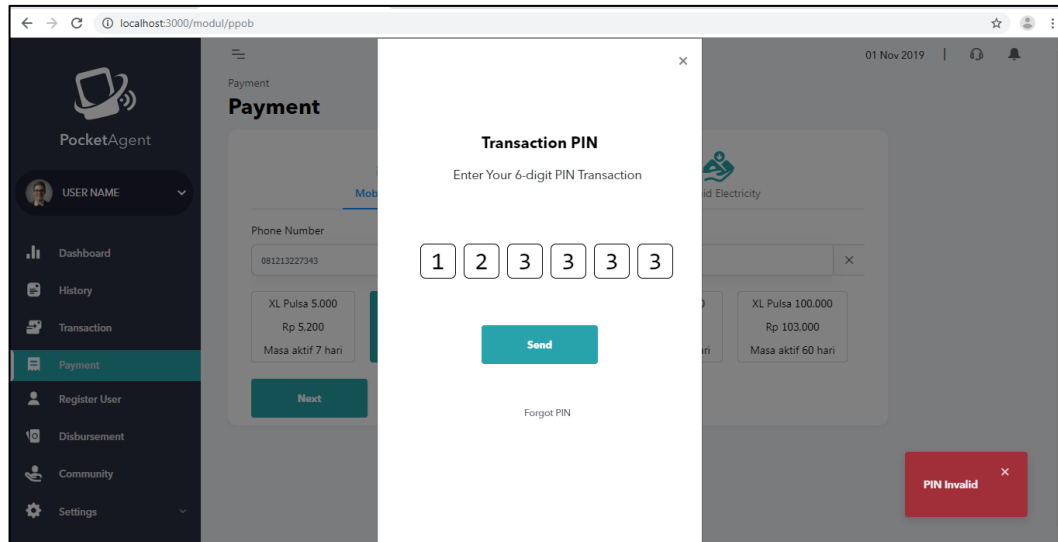 localhost:3000/modul/ppob
01 Nov 2019
PocketAgent
USER NAME
Dashboard
History
Transaction
Payment
Register User
Disbursement
Community
Settings
Payment
Payment
Mob
id Electricity
Phone Number
081213227343
XL Pulsa 5.000
Rp 5.200
Masa aktif 7 hari
XL Pulsa 100.000
Rp 103.000
Masa aktif 60 hari
Next
Transaction PIN
Enter Your 6-digit PIN Transaction
1 2 3 3 3 3
Send
Forgot PIN
PIN Invalid